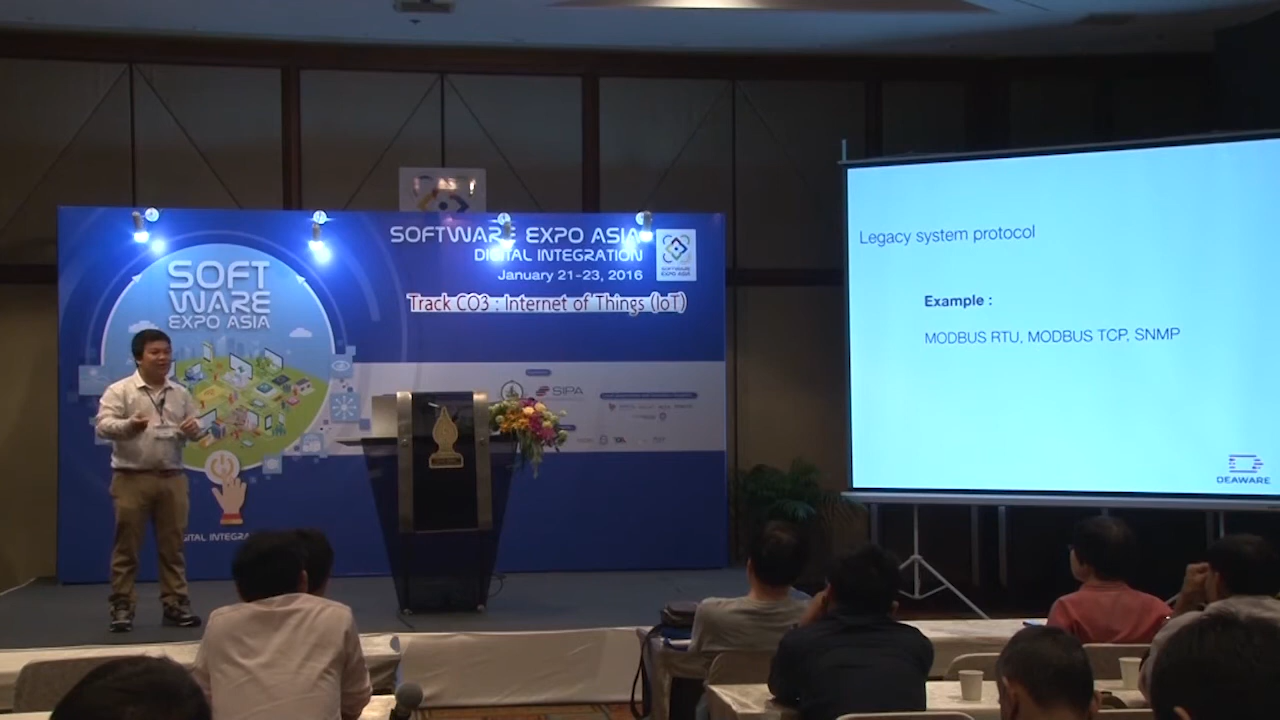 SOFTWARE EXPO ASIA
DIGITAL INTEGRATION
January 21-23, 2016
Track CO3 : Internet of Things (IoT)
SOFTWARE
EXPO ASIA
SOFT
WARE
EXPO ASIA
SIPA
Legacy system protocol
Example :
MODBUS RTU, MODBUS TCP, SNMP
DEAWARE